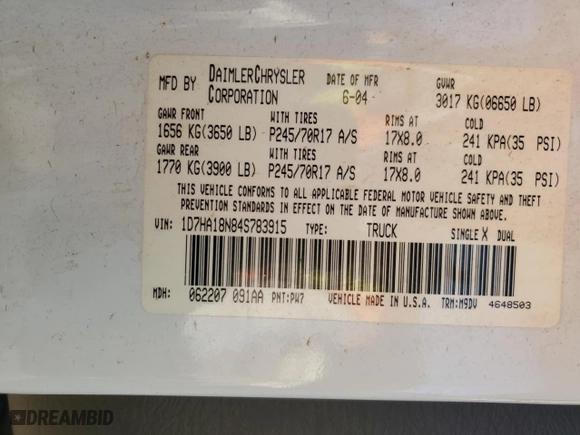 MFD BY DAIMLERCHRYSLER CORPORATION DATE OF MFR 6-04 GVWR 3017 KG(06650 LB)
GAWR FRONT WITH TIRES RIMS AT COLD
1656 KG(3650 LB) P245/70R17 A/S 17X8.0 241 KPA(35 PSI)
GAWR REAR WITH TIRES RIMS AT COLD
1770 KG(3900 LB) P245/70R17 A/S 17X8.0 241 KPA(35 PSI)
THIS VEHICLE CONFORMS TO ALL APPLICABLE FEDERAL MOTOR VEHICLE SAFETY AND THEFT
PREVENTION STANDARDS IN EFFECT ON THE DATE OF MANUFACTURE SHOWN ABOVE.
VIN: 1D7HA18N84S783915 TYPE: TRUCK SINGLE X DUAL
MDH: 062207 091AA PNT:PW7 VEHICLE MADE IN U.S.A. TRM:M9DV 4648503
DREAMBID